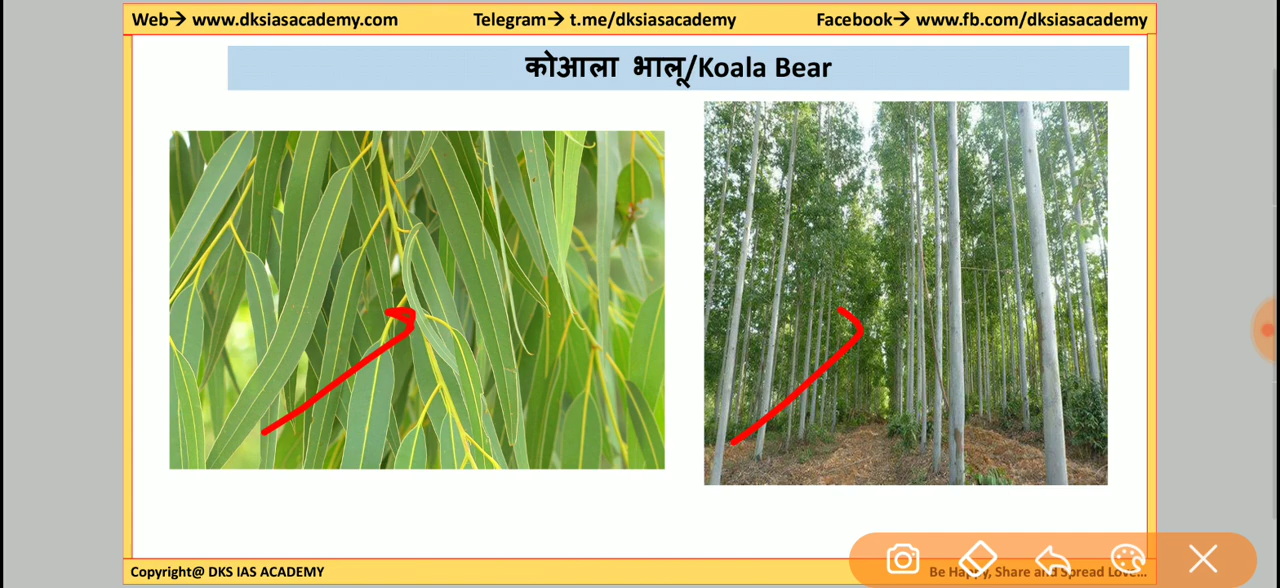 Web→ www.dksiasacademy.com Telegram→ t.me/dksiasacademy Facebook→ www.fb.com/dksiasacademy
कोआला भालू/Koala Bear
Copyright@ DKS IAS ACADEMY Be Happy, Share and Spread Love...